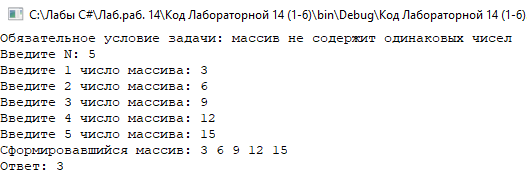 C:\Лабы C#\Лаб.раб. 14\Код Лабораторной 14 (1-6)\bin\Debug\Код Лабораторной 14 (1-6)
Обязательное условие задачи: массив не содержит одинаковых чисел
Введите N: 5
Введите 1 число массива: 3
Введите 2 число массива: 6
Введите 3 число массива: 9
Введите 4 число массива: 12
Введите 5 число массива: 15
Сформировавшийся массив: 3 6 9 12 15
Ответ: 3